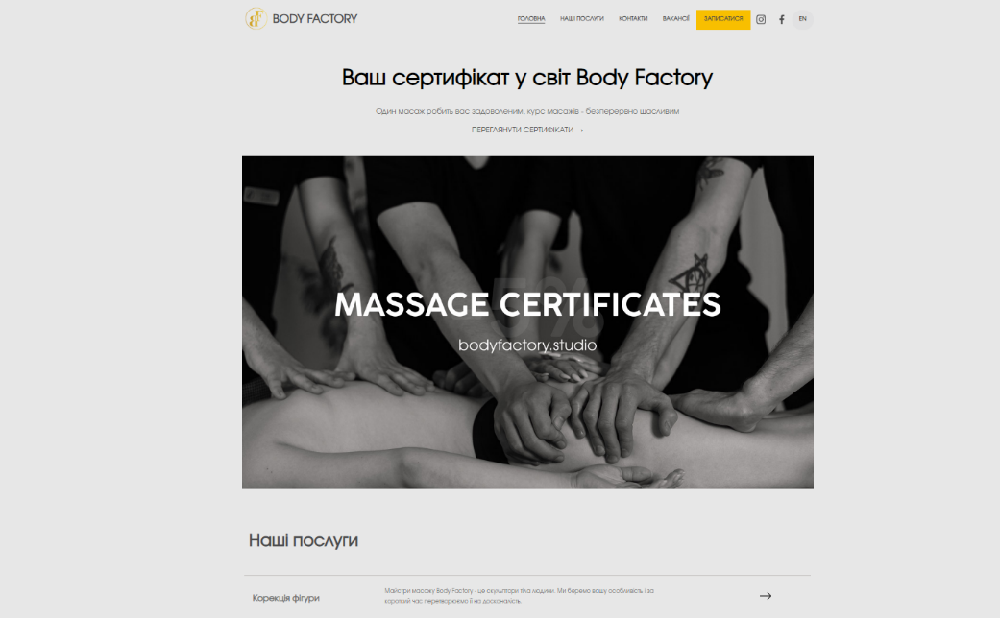 BODY FACTORY
ГОЛОВНА
НАШІ ПОСЛУГИ
КОНТАКТИ
ВАКАНСІЇ
ЗАПИСАТИСЯ
EN
Ваш сертифікат у світ Body Factory
Один масаж робить вас задоволеним, курс масажів - безперервно щасливим
ПЕРЕГЛЯНУТИ СЕРТИФІКАТИ →
MASSAGE CERTIFICATES
bodyfactory.studio
Наші послуги
Корекція фігури
Майстри масажу Body Factory - це скульптори тіла людини. Ми беремо вашу особливість і за
короткий час перетворюємо її на досконалість.